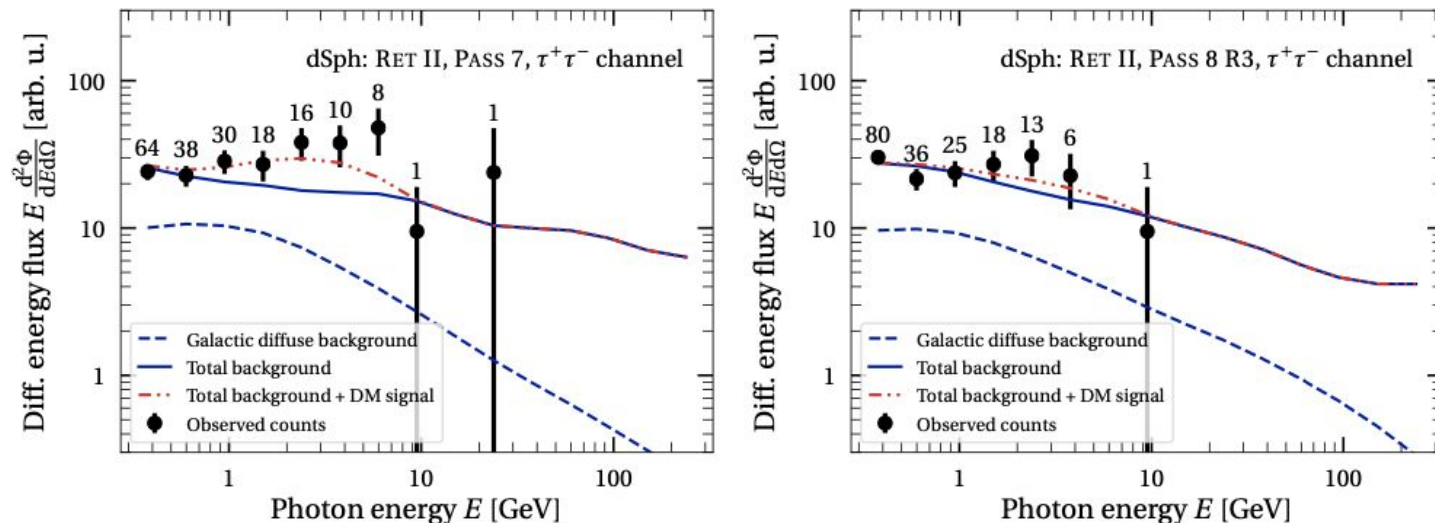 dSph: RET II, PASS 7, τ⁺τ⁻ channel
Diff. energy flux E d²Φ/dEdΩ [arb. u.]
100
10
1
64
38
30
18
16
10
8
1
1
Galactic diffuse background
Total background
Total background + DM signal
Observed counts
1
10
100
Photon energy E [GeV]
dSph: RET II, PASS 8 R3, τ⁺τ⁻ channel
Diff. energy flux E d²Φ/dEdΩ [arb. u.]
100
10
1
80
36
25
18
13
6
1
Galactic diffuse background
Total background
Total background + DM signal
Observed counts
1
10
100
Photon energy E [GeV]